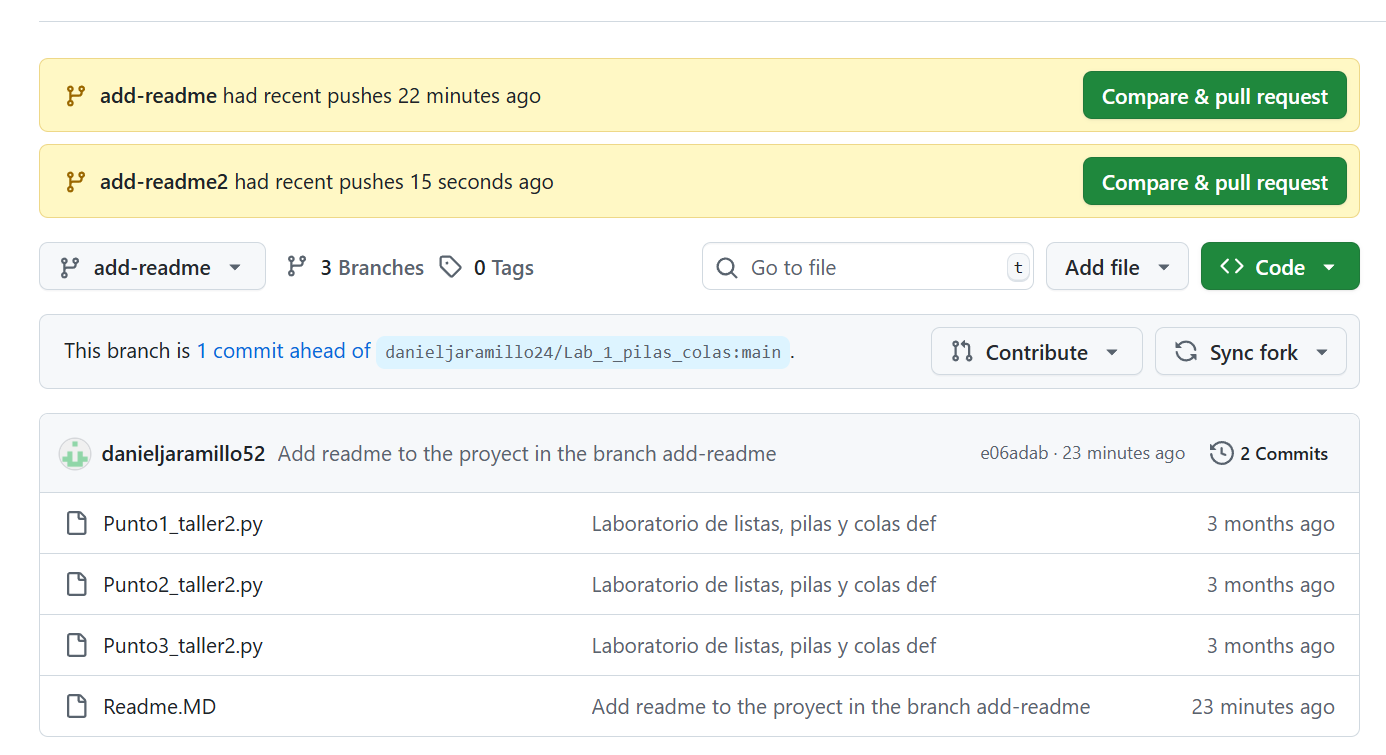 add-readme had recent pushes 22 minutes ago
Compare & pull request
add-readme2 had recent pushes 15 seconds ago
Compare & pull request
add-readme 3 Branches 0 Tags Go to file t Add file Code
This branch is 1 commit ahead of danieljaramillo24/Lab_1_pilas_colas:main . Contribute Sync fork
danieljaramillo52 Add readme to the proyect in the branch add-readme e06adab · 23 minutes ago 2 Commits
Punto1_taller2.py Laboratorio de listas, pilas y colas def 3 months ago
Punto2_taller2.py Laboratorio de listas, pilas y colas def 3 months ago
Punto3_taller2.py Laboratorio de listas, pilas y colas def 3 months ago
Readme.MD Add readme to the proyect in the branch add-readme 23 minutes ago